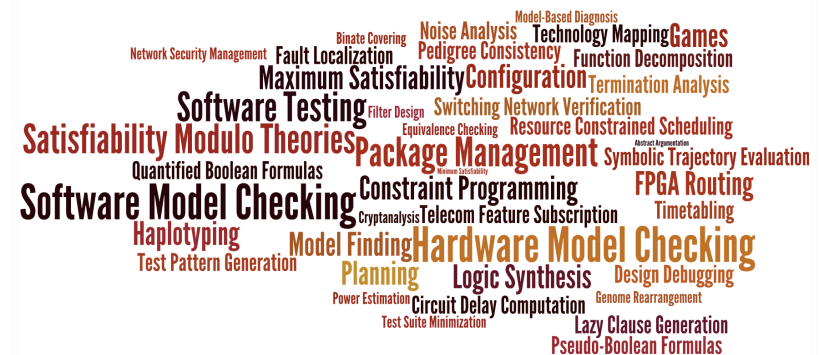 Model-Based Diagnosis
Noise Analysis
Technology Mapping
Games
Binate Covering
Network Security Management
Fault Localization
Pedigree Consistency
Function Decomposition
Maximum Satisfiability
Configuration
Termination Analysis
Software Testing
Filter Design
Switching Network Verification
Satisfiability Modulo Theories
Equivalence Checking
Resource Constrained Scheduling
Abstract Argumentation
Package Management
Symbolic Trajectory Evaluation
Quantified Boolean Formulas
Minimum Satisfiability
Software Model Checking
Constraint Programming
FPGA Routing
Cryptanalysis
Telecom Feature Subscription
Timetabling
Haplotyping
Model Finding
Hardware Model Checking
Test Pattern Generation
Planning
Logic Synthesis
Design Debugging
Power Estimation
Circuit Delay Computation
Genome Rearrangement
Test Suite Minimization
Lazy Clause Generation
Pseudo-Boolean Formulas